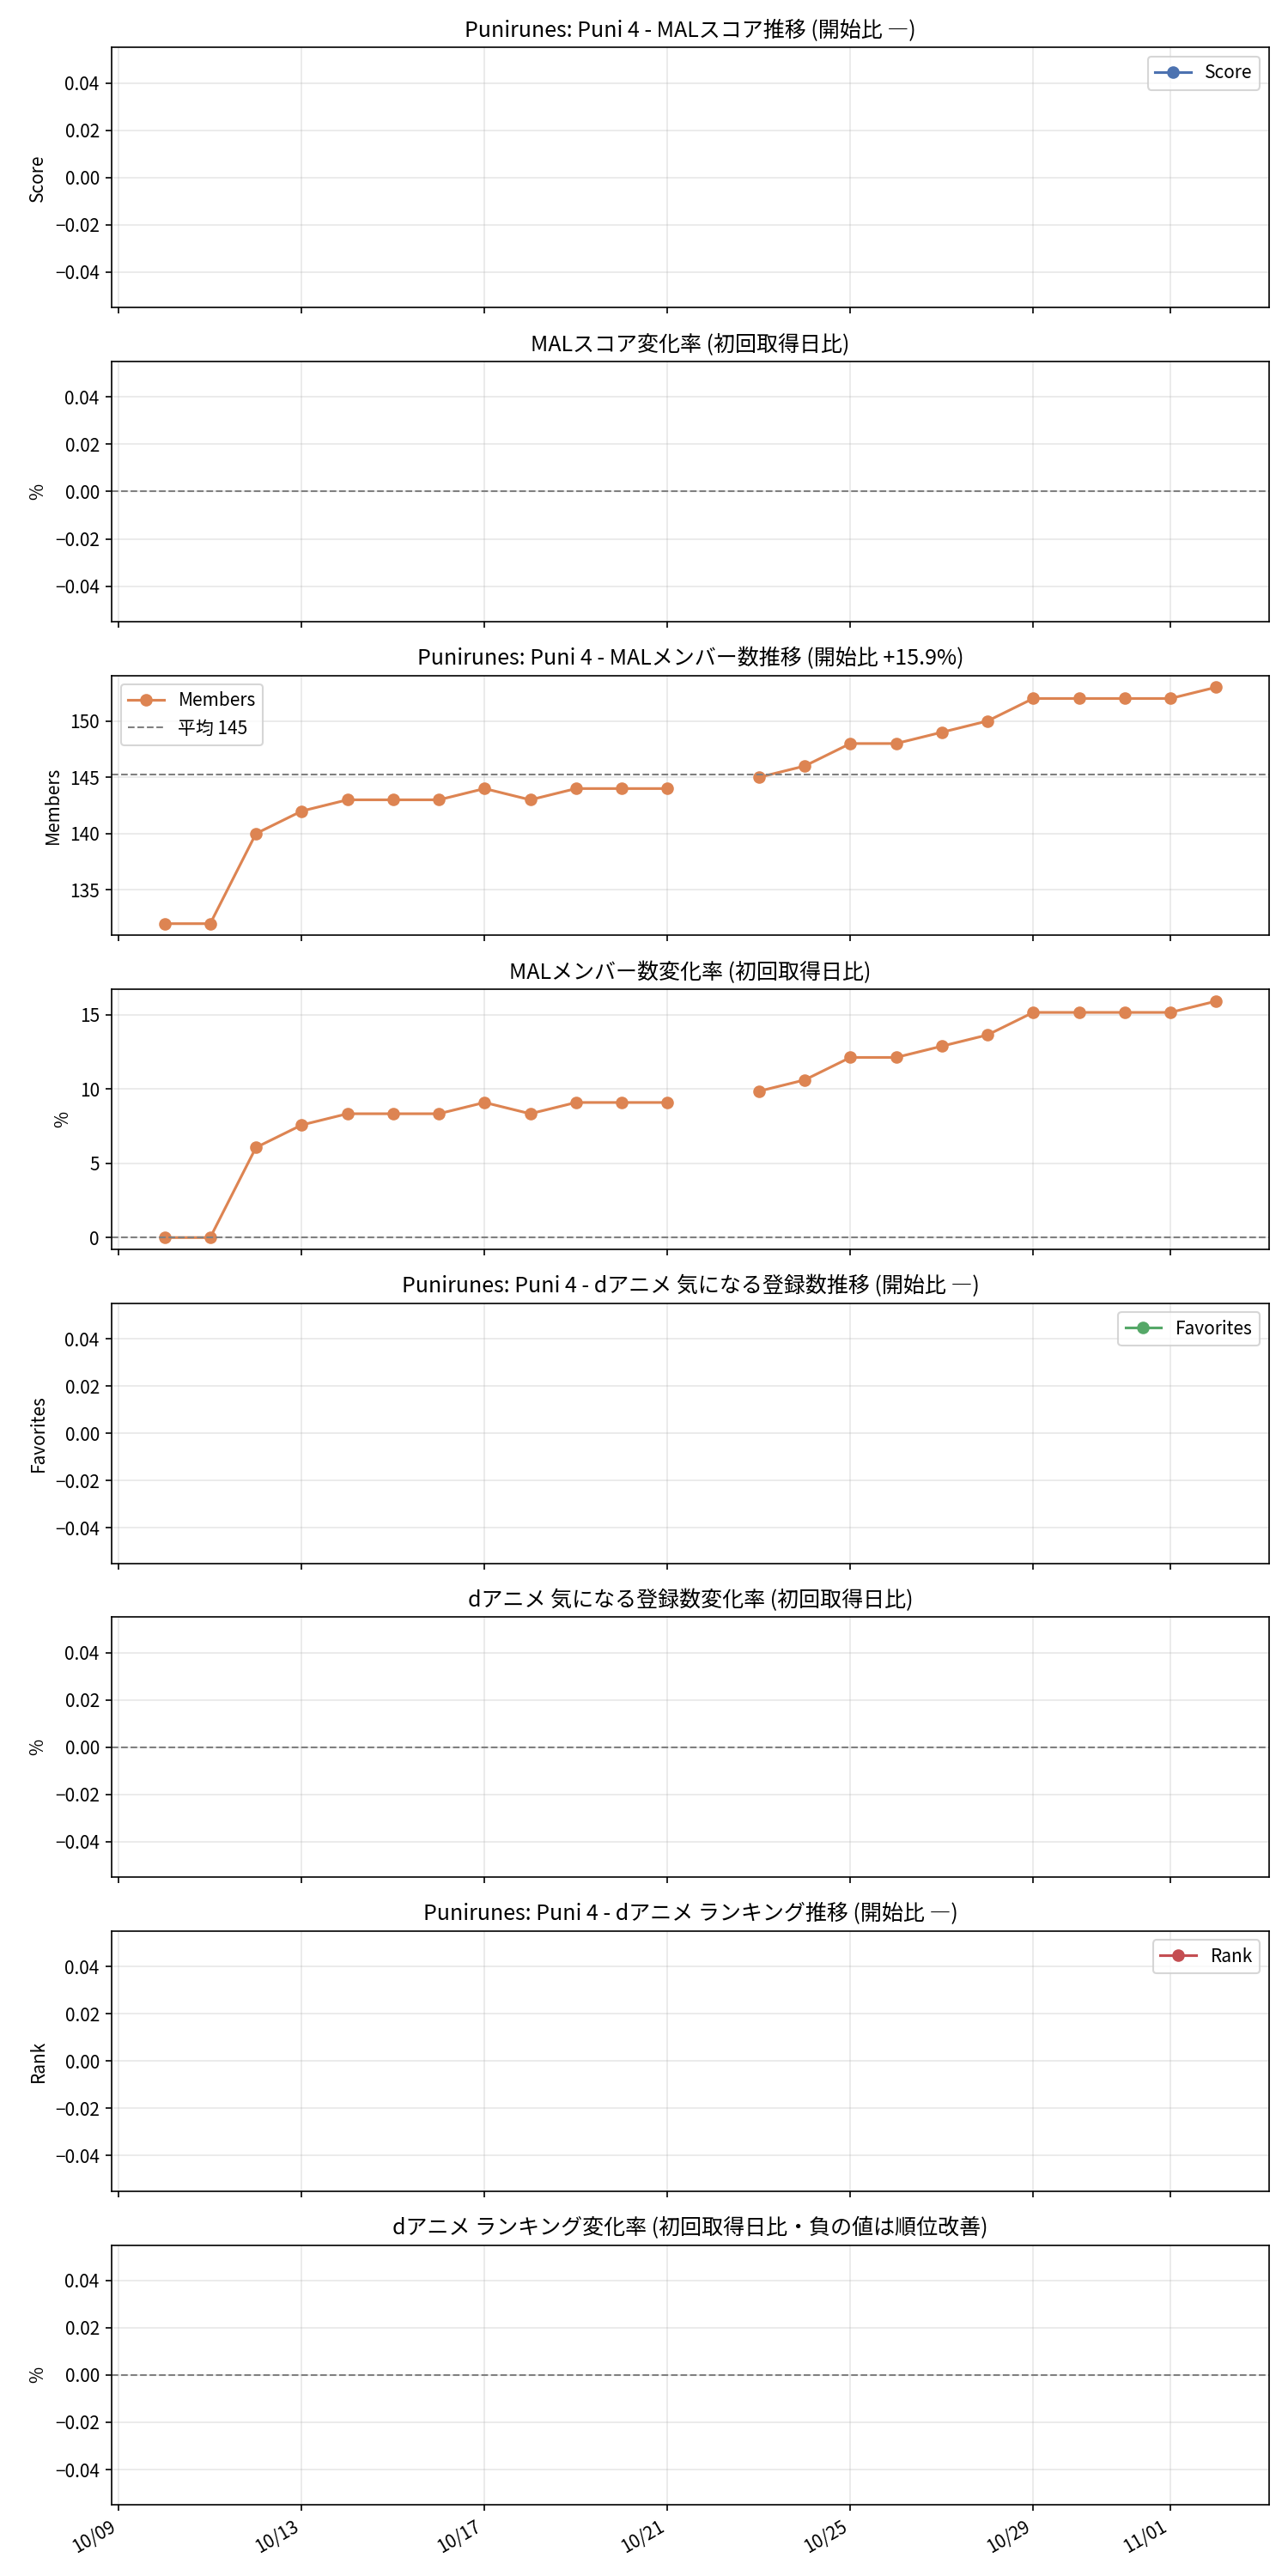 Punirunes: Puni 4 - MALスコア推移 (開始比 —)
Score
0.04
0.02
0.00
−0.02
−0.04
Score
MALスコア変化率 (初回取得日比)
0.04
0.02
0.00
−0.02
−0.04
%
Punirunes: Puni 4 - MALメンバー数推移 (開始比 +15.9%)
Members
平均 145
150
145
140
135
Members
MALメンバー数変化率 (初回取得日比)
15
10
5
0
%
Punirunes: Puni 4 - dアニメ 気になる登録数推移 (開始比 —)
Favorites
0.04
0.02
0.00
−0.02
−0.04
Favorites
dアニメ 気になる登録数変化率 (初回取得日比)
0.04
0.02
0.00
−0.02
−0.04
%
Punirunes: Puni 4 - dアニメ ランキング推移 (開始比 —)
Rank
0.04
0.02
0.00
−0.02
−0.04
Rank
dアニメ ランキング変化率 (初回取得日比・負の値は順位改善)
0.04
0.02
0.00
−0.02
−0.04
%
10/09
10/13
10/17
10/21
10/25
10/29
11/01